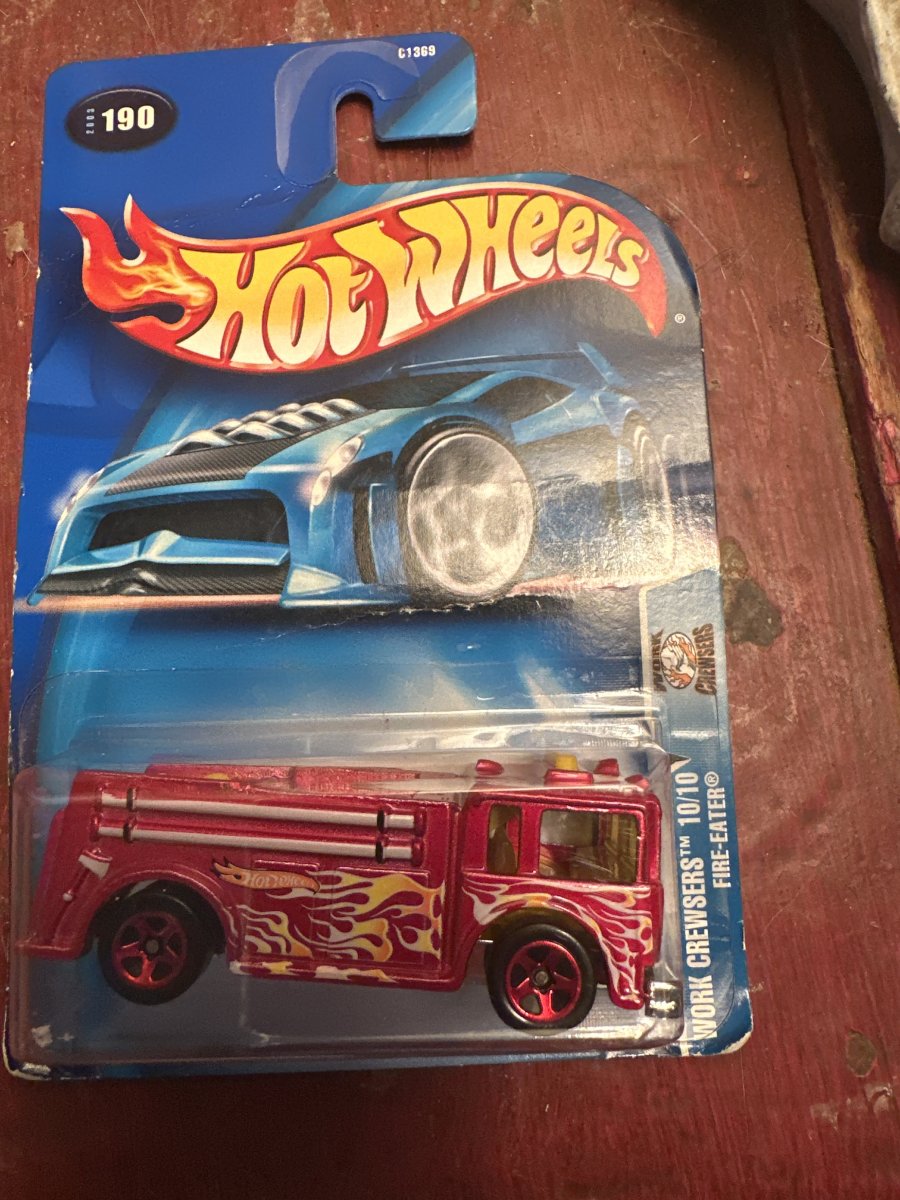 C1369
2003 190
HOT WHEELS
®
WORK
CREWSERS
WORK CREWSERS™ 10/10
FIRE-EATER®
HOT WHEELS